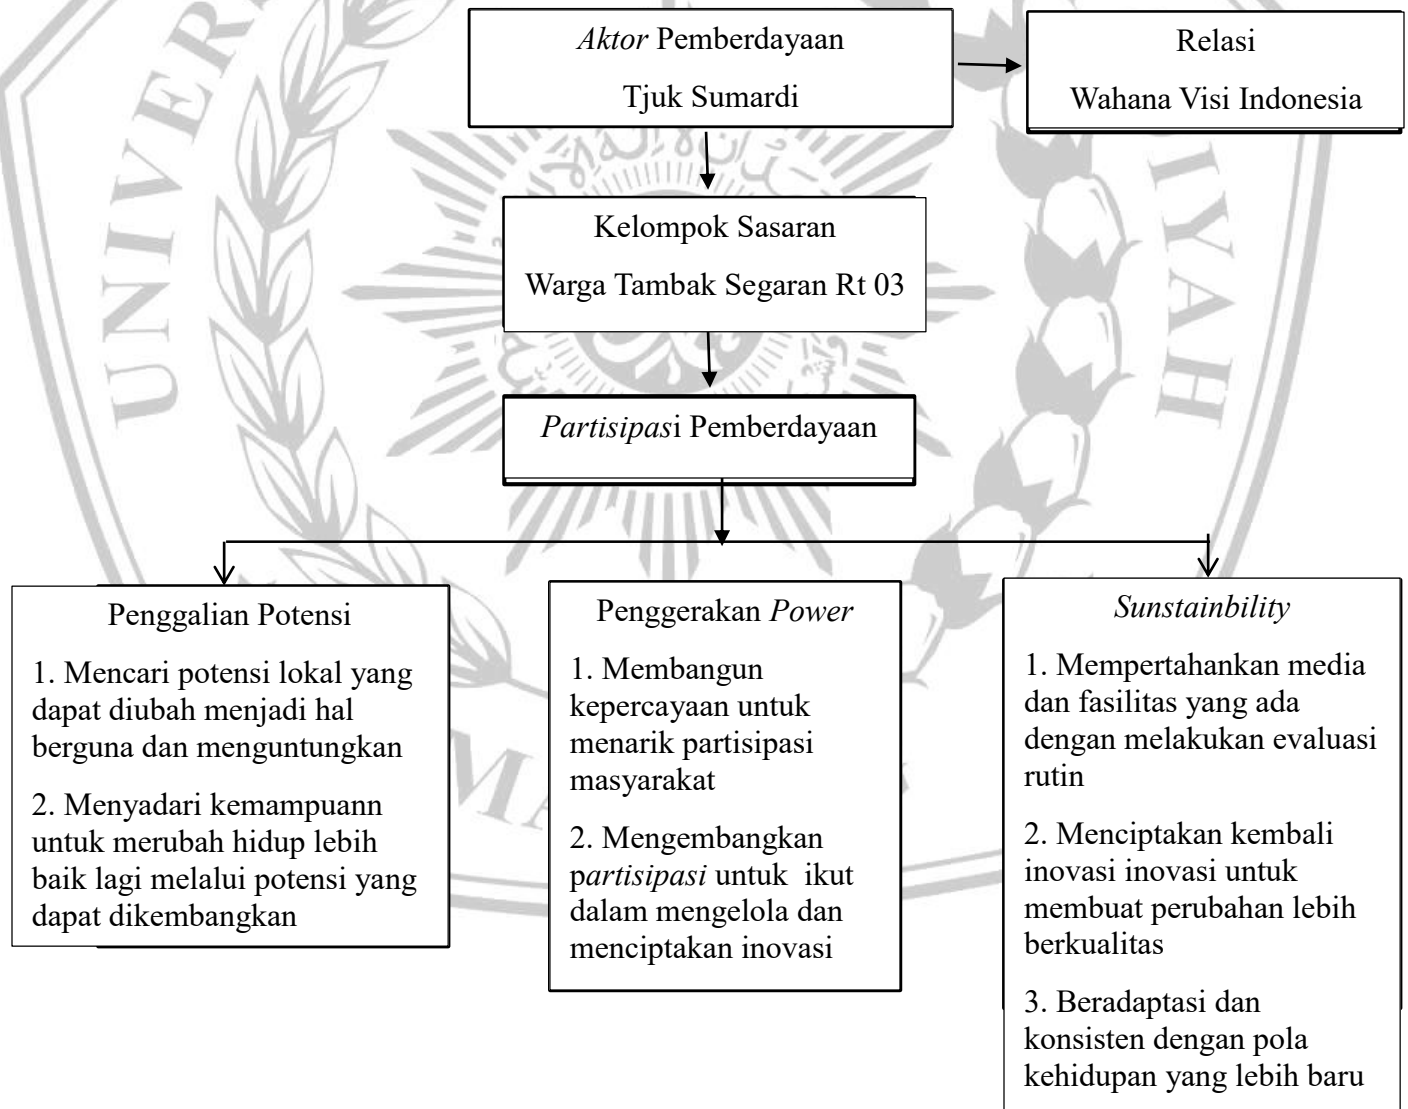 Aktor Pemberdayaan
Tjuk Sumardi
Relasi
Wahana Visi Indonesia
Kelompok Sasaran
Warga Tambak Segaran Rt 03
Partisipasi Pemberdayaan
Penggalian Potensi
1. Mencari potensi lokal yang
dapat diubah menjadi hal
berguna dan menguntungkan
2. Menyadari kemampuann
untuk merubah hidup lebih
baik lagi melalui potensi yang
dapat dikembangkan
Penggerakan Power
1. Membangun
kepercayaan untuk
menarik partisipasi
masyarakat
2. Mengembangkan
partisipasi untuk ikut
dalam mengelola dan
menciptakan inovasi
Sunstainbility
1. Mempertahankan media
dan fasilitas yang ada
dengan melakukan evaluasi
rutin
2. Menciptakan kembali
inovasi inovasi untuk
membuat perubahan lebih
berkualitas
3. Beradaptasi dan
konsisten dengan pola
kehidupan yang lebih baru